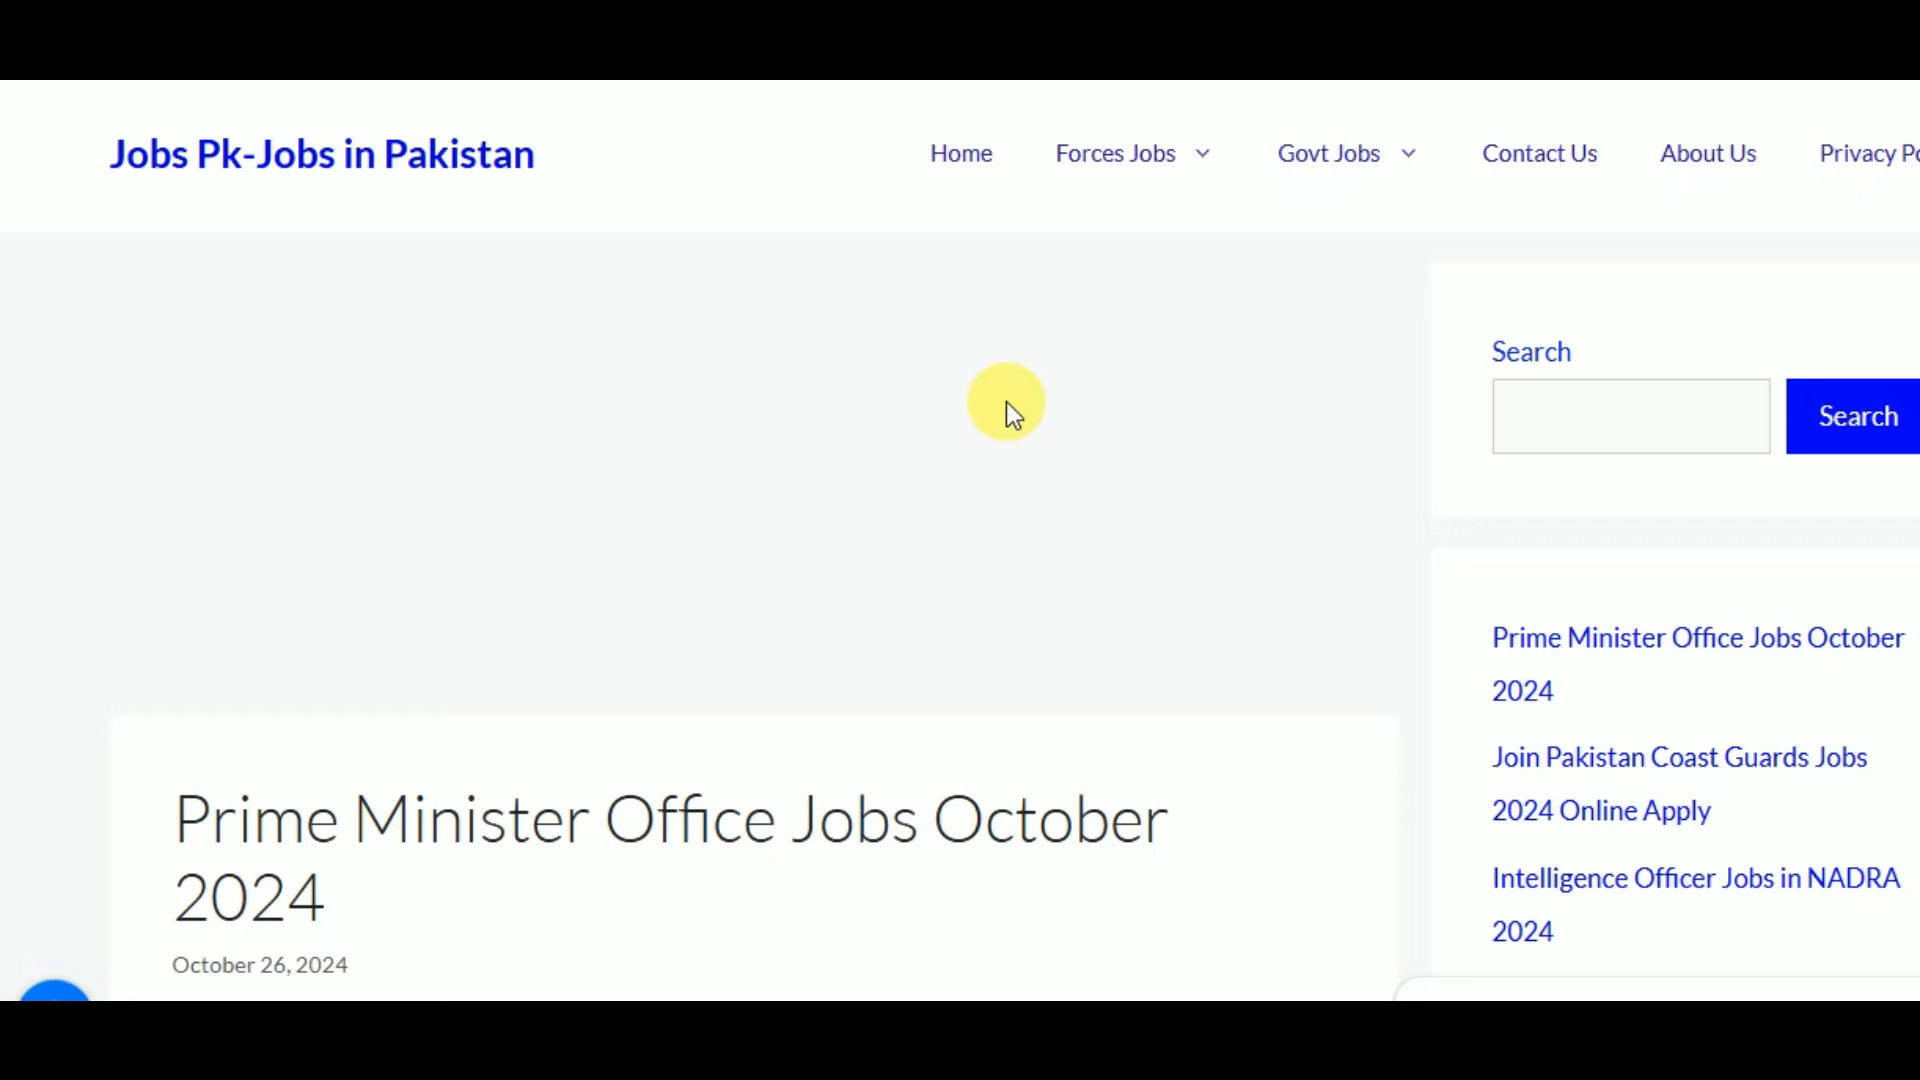 Jobs Pk-Jobs in Pakistan
Home
Forces Jobs
Govt Jobs
Contact Us
About Us
Privacy
Search
Search
Prime Minister Office Jobs October
2024
Join Pakistan Coast Guards Jobs
2024 Online Apply
Intelligence Officer Jobs in NADRA
2024
Prime Minister Office Jobs October
2024
October 26, 2024